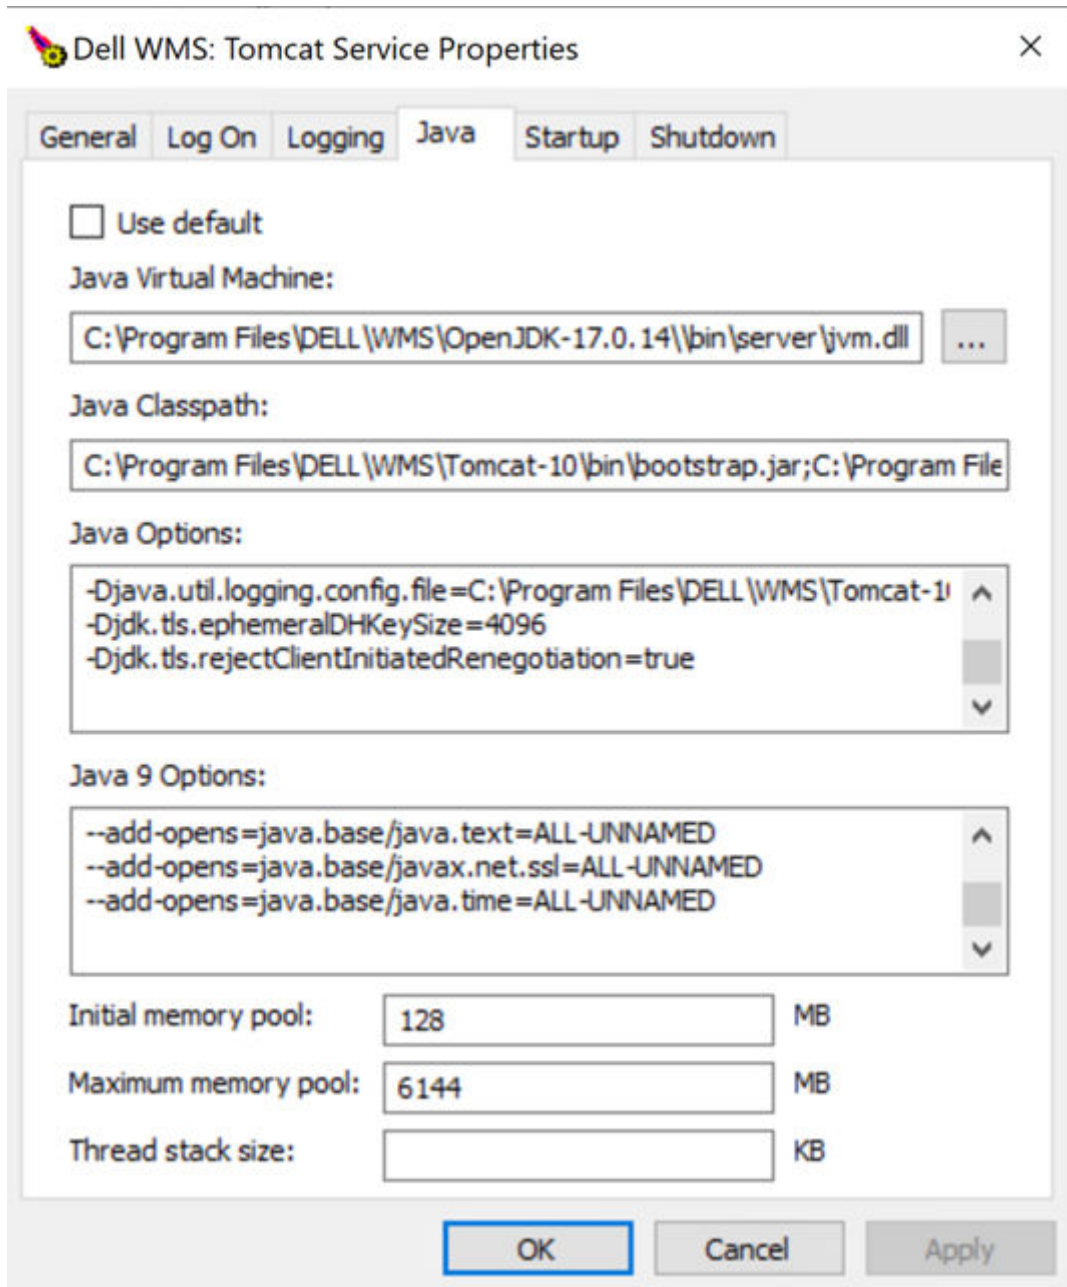 Dell WMS: Tomcat Service Properties
General Log On Logging Java Startup Shutdown
Use default
Java Virtual Machine:
C:\Program Files\DELL\WMS\OpenJDK-17.0.14\\bin\server\jvm.dll ...
Java Classpath:
C:\Program Files\DELL\WMS\Tomcat-10\bin\bootstrap.jar;C:\Program File
Java Options:
-Djava.util.logging.config.file=C:\Program Files\DELL\WMS\Tomcat-1
-Djdk.tls.ephemeralDHKeySize=4096
-Djdk.tls.rejectClientInitiatedRenegotiation=true
Java 9 Options:
--add-opens=java.base/java.text=ALL-UNNAMED
--add-opens=java.base/javax.net.ssl=ALL-UNNAMED
--add-opens=java.base/java.time=ALL-UNNAMED
Initial memory pool: 128 MB
Maximum memory pool: 6144 MB
Thread stack size: KB
OK Cancel Apply